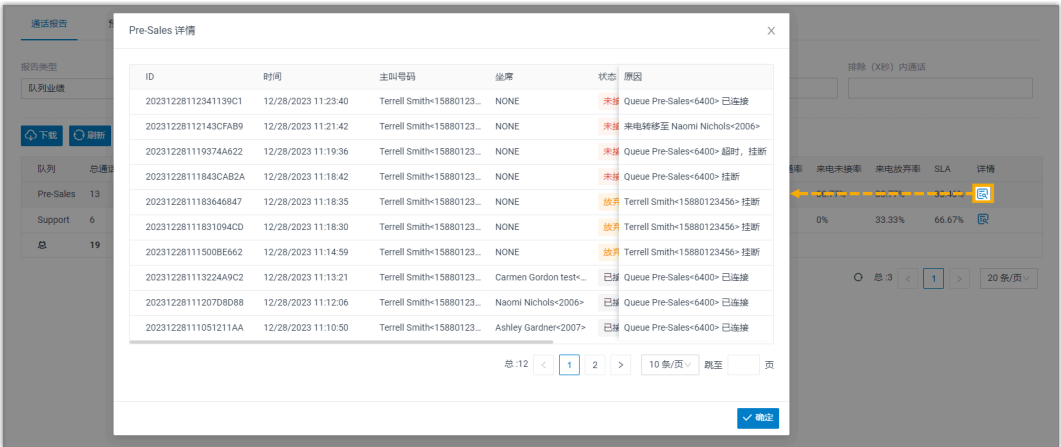 通话报告
Pre-Sales 详情
X
报告类型
排除（X秒）内通话
队列业绩
ID 时间 主叫号码 坐席 状态 原因
20231228112341139C1 12/28/2023 11:23:40 Terrell Smith<15880123... NONE 未接 Queue Pre-Sales<6400> 已连接
20231228112143CFAB9 12/28/2023 11:21:42 Terrell Smith<15880123... NONE 未接 来电转移至 Naomi Nichols<2006>
20231228119374A622 12/28/2023 11:19:36 Terrell Smith<15880123... NONE 未接 Queue Pre-Sales<6400> 超时，挂断
20231228111843CAB2A 12/28/2023 11:18:42 Terrell Smith<15880123... NONE 未接 Queue Pre-Sales<6400> 挂断
2023122811183646847 12/28/2023 11:18:35 Terrell Smith<15880123... NONE 放弃 Terrell Smith<15880123456> 挂断
20231228111831094CD 12/28/2023 11:18:30 Terrell Smith<15880123... NONE 放弃 Terrell Smith<15880123456> 挂断
20231228111500BE662 12/28/2023 11:14:59 Terrell Smith<15880123... NONE 放弃 Terrell Smith<15880123456> 挂断
202312281113224A9C2 12/28/2023 11:13:21 Terrell Smith<15880123... Carmen Gordon test<... 已接 Queue Pre-Sales<6400> 已连接
20231228111207D8D88 12/28/2023 11:12:06 Terrell Smith<15880123... Naomi Nichols<2006> 已接 Queue Pre-Sales<6400> 已连接
20231228111051211AA 12/28/2023 11:10:50 Terrell Smith<15880123... Ashley Gardner<2007> 已接 Queue Pre-Sales<6400> 已连接
总 :12 < 1 2 > 10 条/页 跳至 页
确定
下载 刷新
队列 总通话 来电未接率 来电放弃率 SLA 详情
Pre-Sales 13
Support 6 0% 33.33% 66.67%
总 19
总 :3 < 1 > 20 条/页